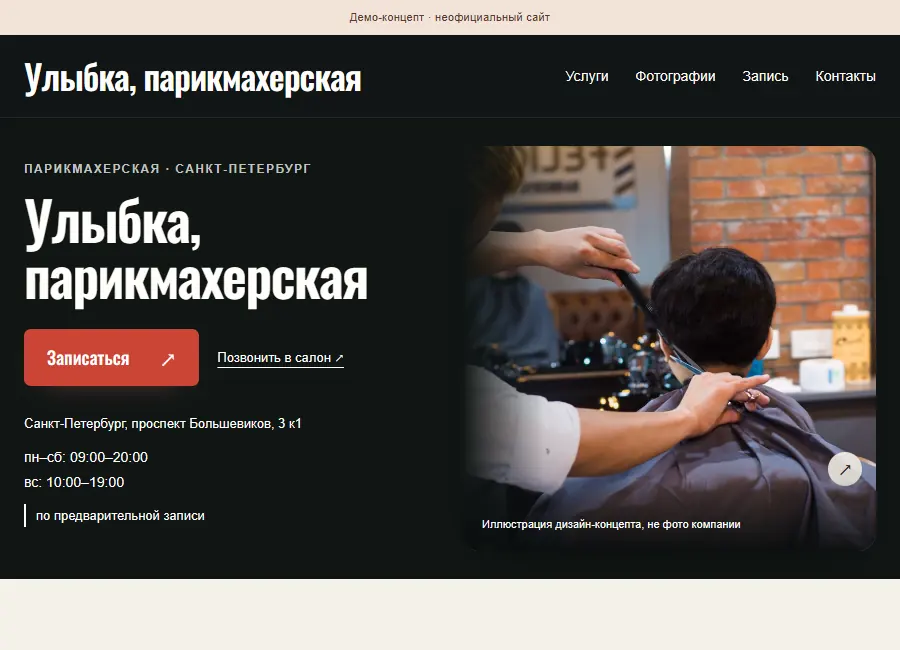 Демо-концепт · неофициальный сайт
Улыбка, парикмахерская
Услуги Фотографии Запись Контакты
ПАРИКМАХЕРСКАЯ · САНКТ-ПЕТЕРБУРГ
Улыбка,
парикмахерская
Записаться ↗
Позвонить в салон ↗
Санкт-Петербург, проспект Большевиков, 3 к1
пн–сб: 09:00–20:00
вс: 10:00–19:00
по предварительной записи
↗
Иллюстрация дизайн-концепта, не фото компании